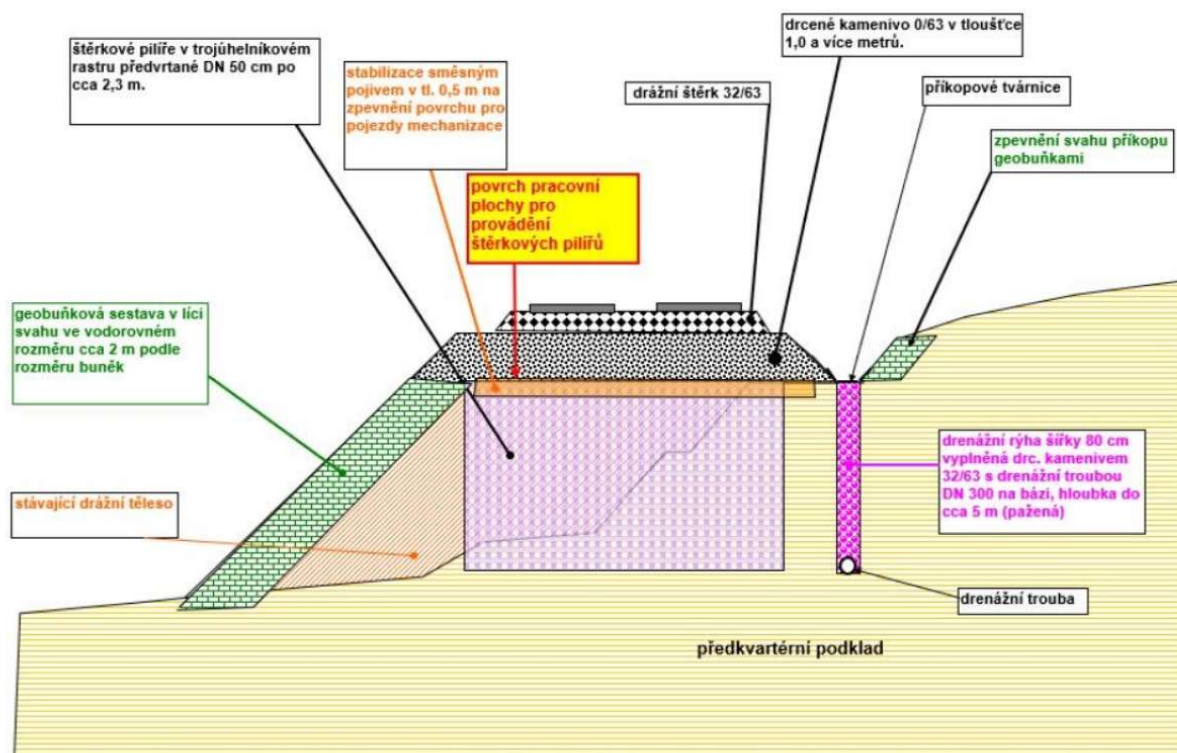 štěrkové pilíře v trojúhelníkovém
rastru předvrtané DN 50 cm po
cca 2,3 m.
stabilizace směsným
pojivem v tl. 0,5 m na
zpevnění povrchu pro
pojezdy mechanizace
drážní štěrk 32/63
drcené kamenivo 0/63 v tloušťce
1,0 a více metrů.
příkopové tvárnice
zpevnění svahu příkopu
geobuňkami
povrch pracovní
plochy pro
provádění
štěrkových pilířů
geobuňková sestava v líci
svahu ve vodorovném
rozměru cca 2 m podle
rozměru buněk
stávající drážní těleso
drenážní rýha šířky 80 cm
vyplněná drc. kamenivem
32/63 s drenážní troubou
DN 300 na bázi, hloubka do
cca 5 m (pažená)
drenážní trouba
předkvartérní podklad